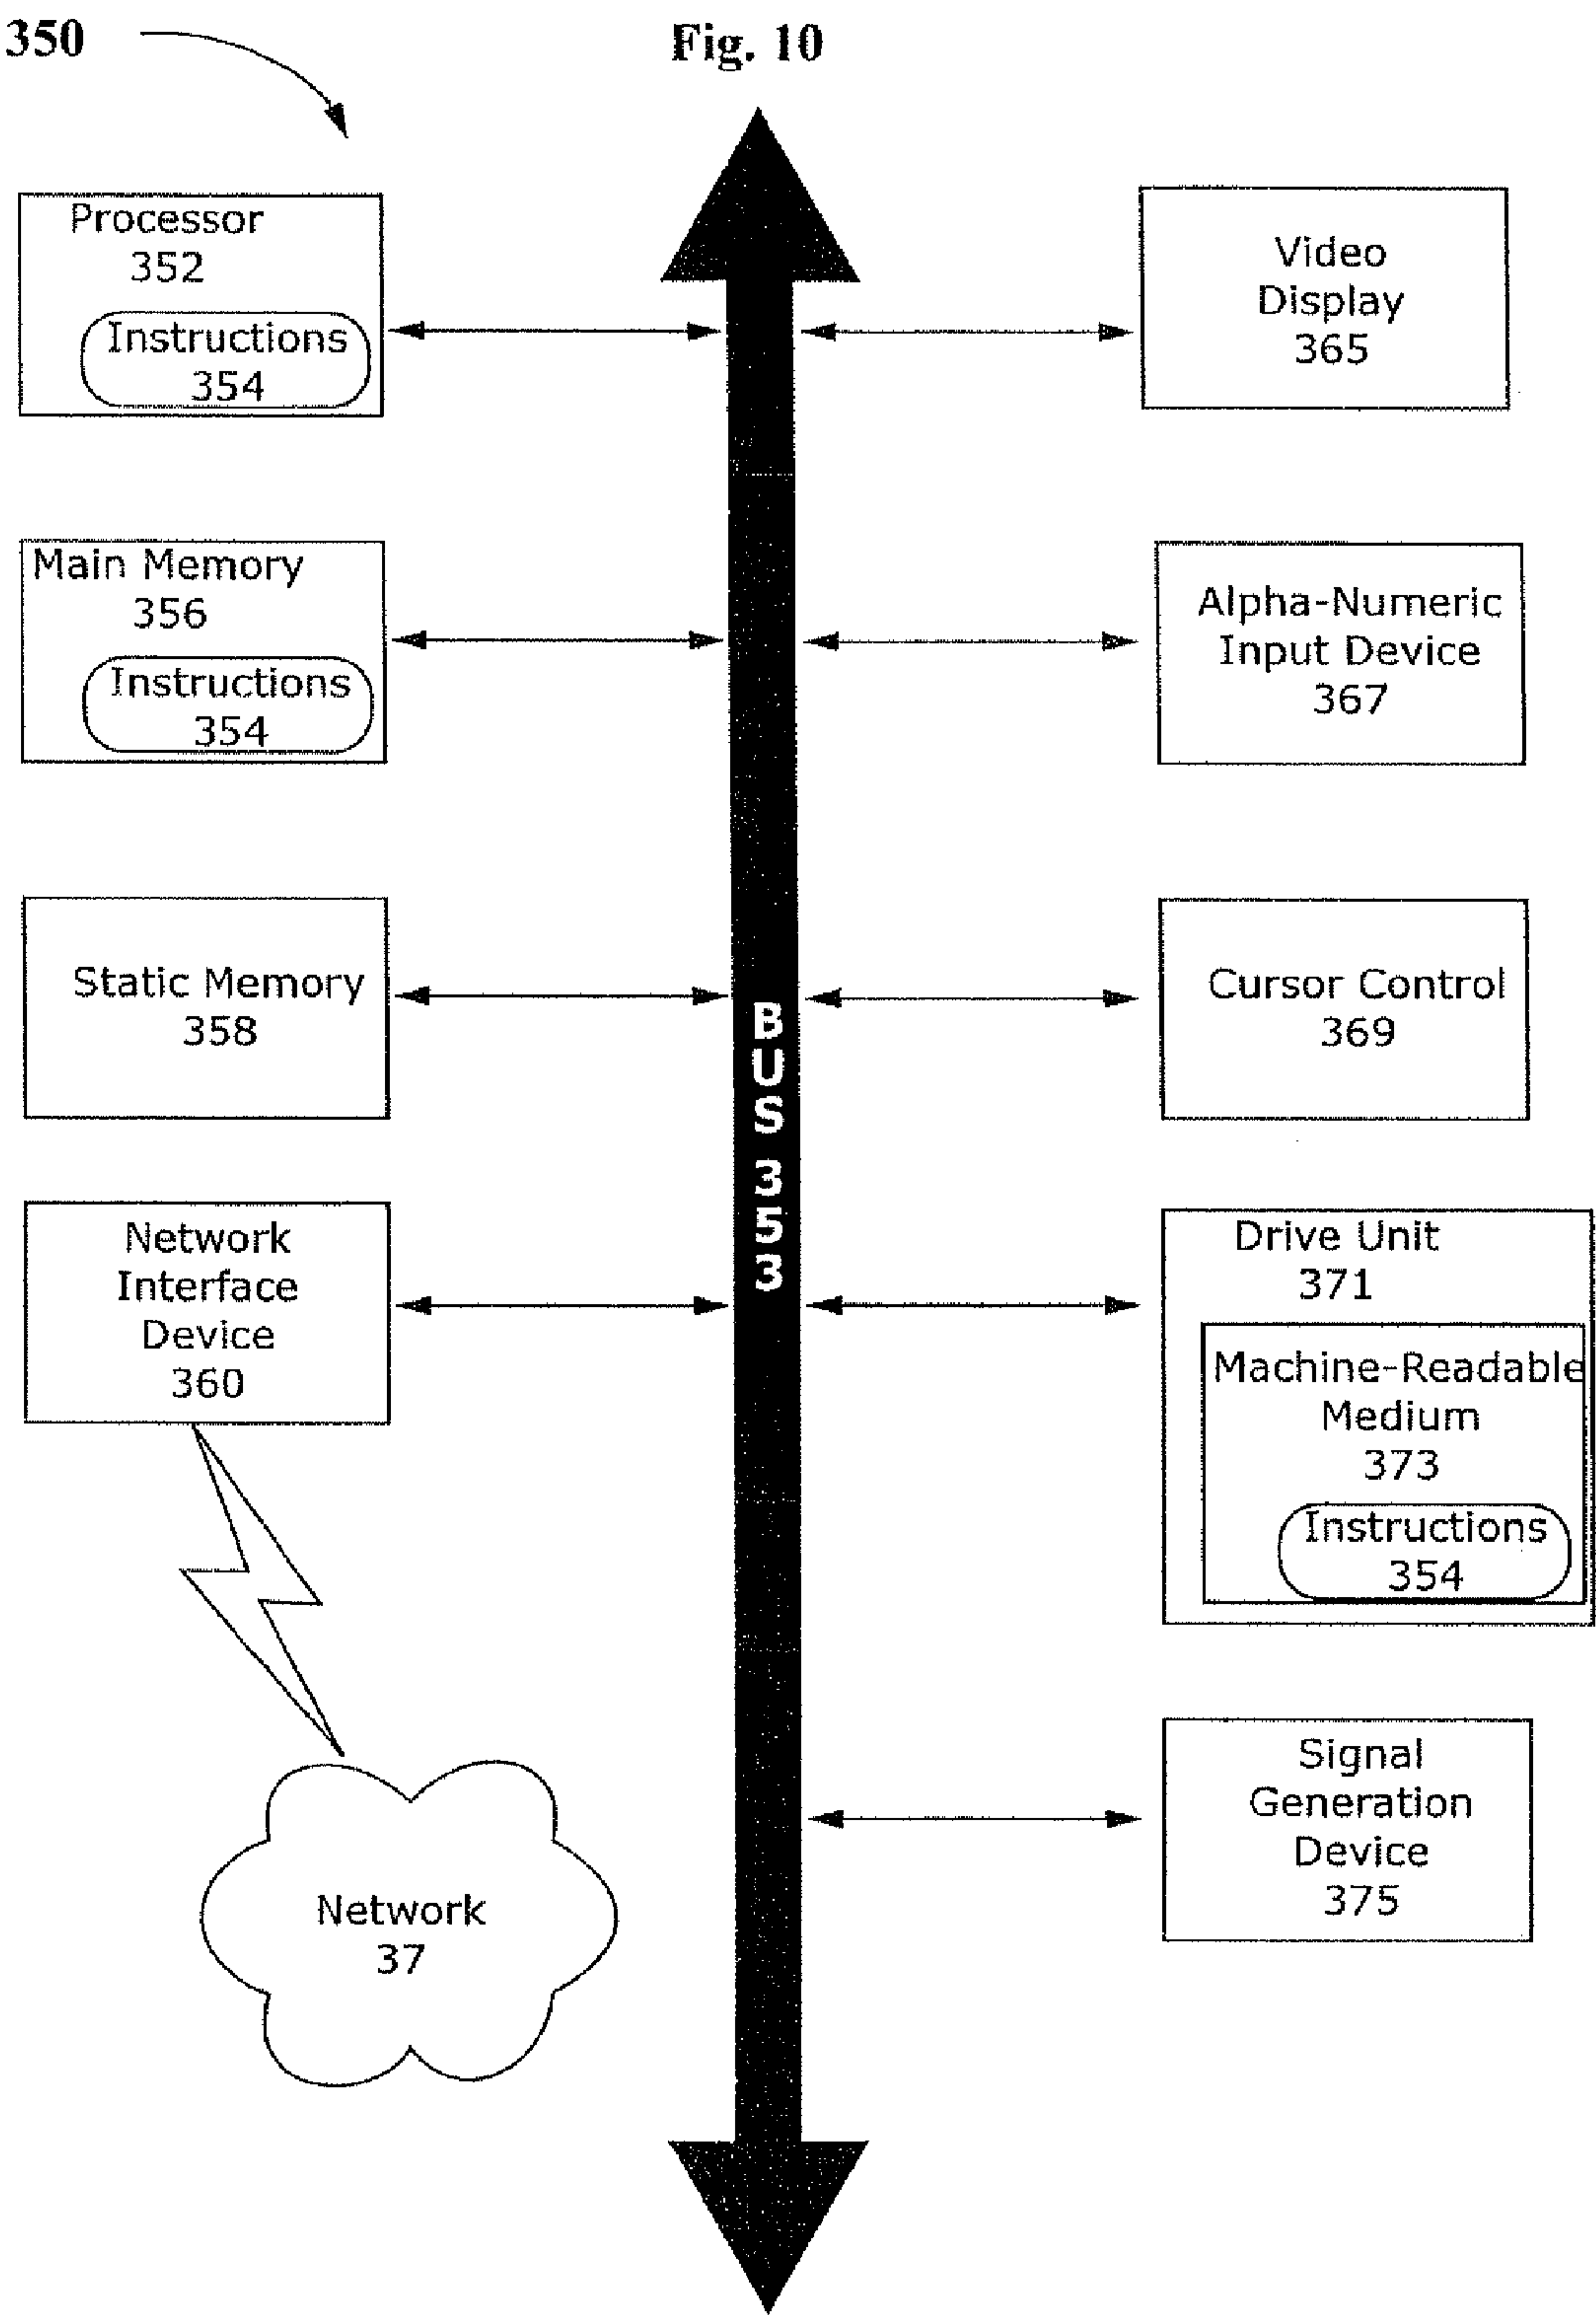 350
Fig. 10
Processor
352
Instructions
354
Main Memory
356
Instructions
354
Static Memory
358
Network
Interface
Device
360
Network
37
BUS 353
Video
Display
365
Alpha-Numeric
Input Device
367
Cursor Control
369
Drive Unit
371
Machine-Readable
Medium
373
Instructions
354
Signal
Generation
Device
375